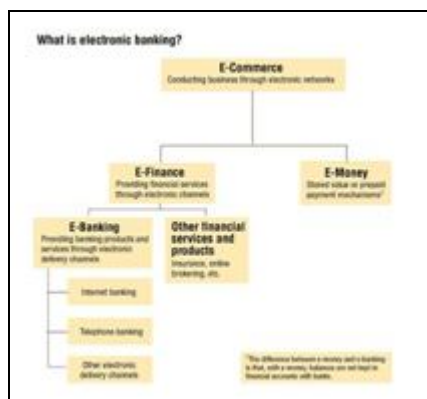 What is electronic banking?
E-Commerce
Conducting business through electronic networks
E-Finance
Providing financial services
through electronic channels
E-Money
Stored value or prepaid
payment mechanisms¹
E-Banking
Providing banking products and
services through electronic
delivery channels
Other financial
services and
products
Insurance, online
brokering, etc.
Internet banking
Telephone banking
Other electronic
delivery channels
¹The difference between e-money and e-banking
is that, with e-money, balances are not kept in
financial accounts with banks.